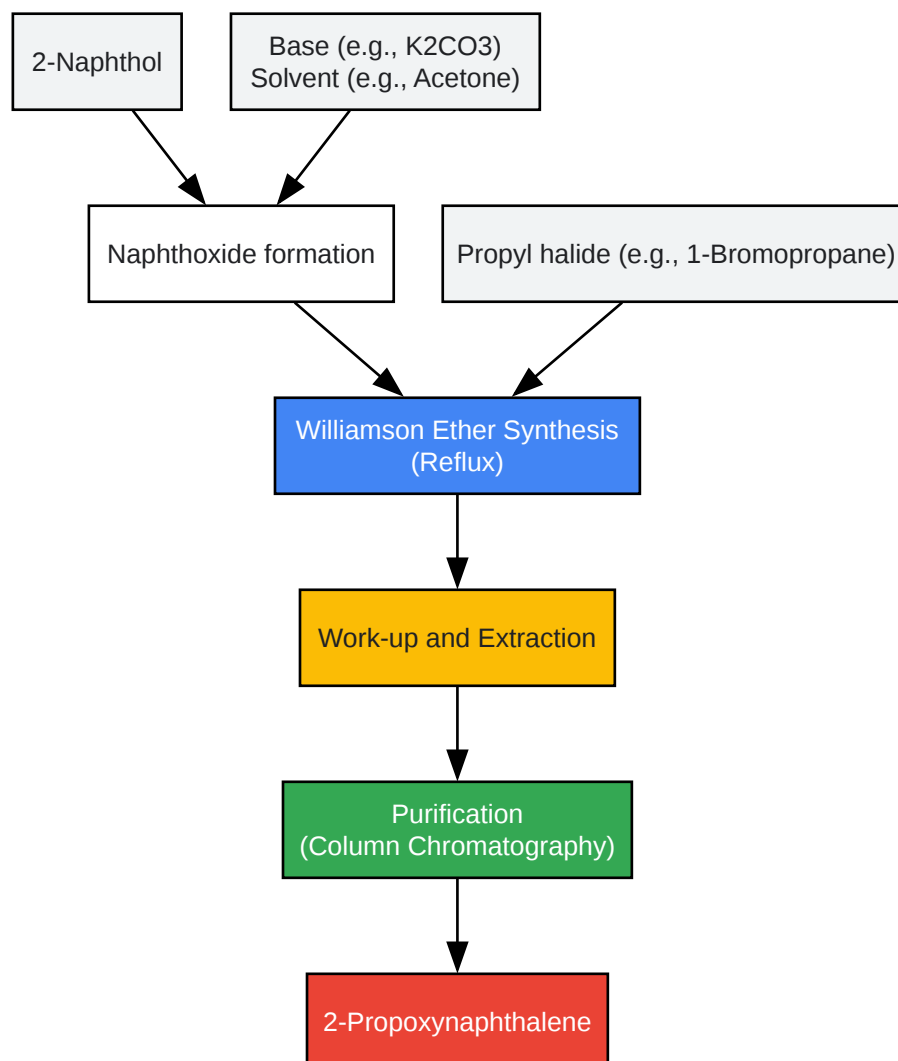 2-Naphthol
Base (e.g., K2CO3)
Solvent (e.g., Acetone)
Naphthoxide formation
Propyl halide (e.g., 1-Bromopropane)
Williamson Ether Synthesis
(Reflux)
Work-up and Extraction
Purification
(Column Chromatography)
2-Propoxynaphthalene